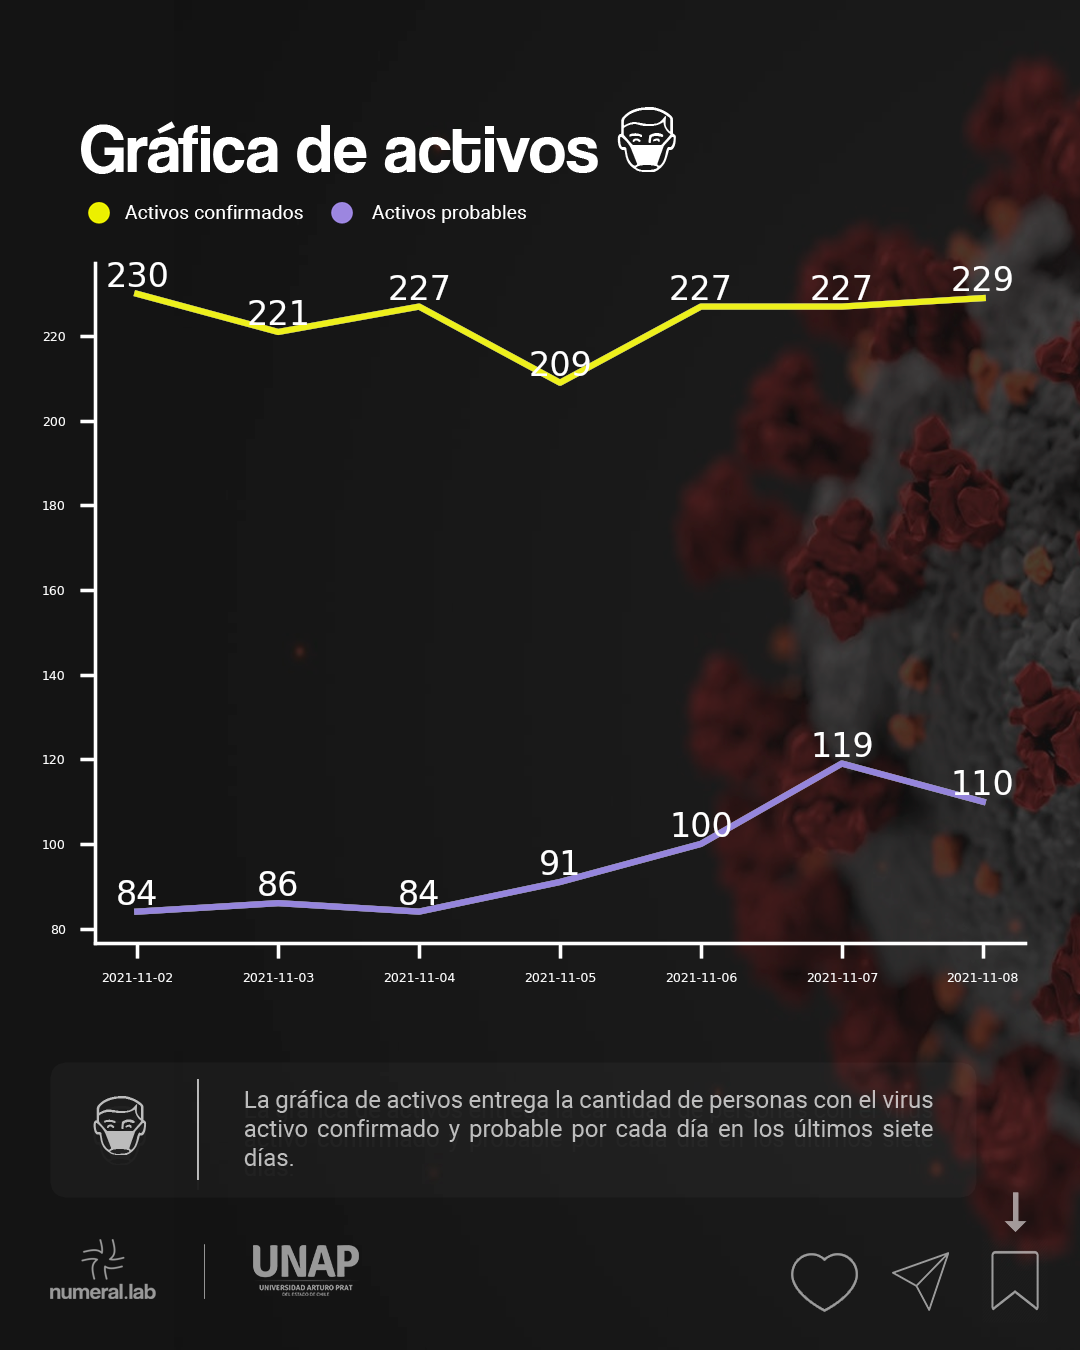 Gráfica de activos
Activos confirmados Activos probables
230 221 227 209 227 227 229
220
200
180
160
140
120
100
80
84 86 84 91 100 119 110
2021-11-02 2021-11-03 2021-11-04 2021-11-05 2021-11-06 2021-11-07 2021-11-08
La gráfica de activos entrega la cantidad de personas con el virus
activo confirmado y probable por cada día en los últimos siete
días.
numeral.lab
UNAP
UNIVERSIDAD ARTURO PRAT
DEL ESTADO DE CHILE